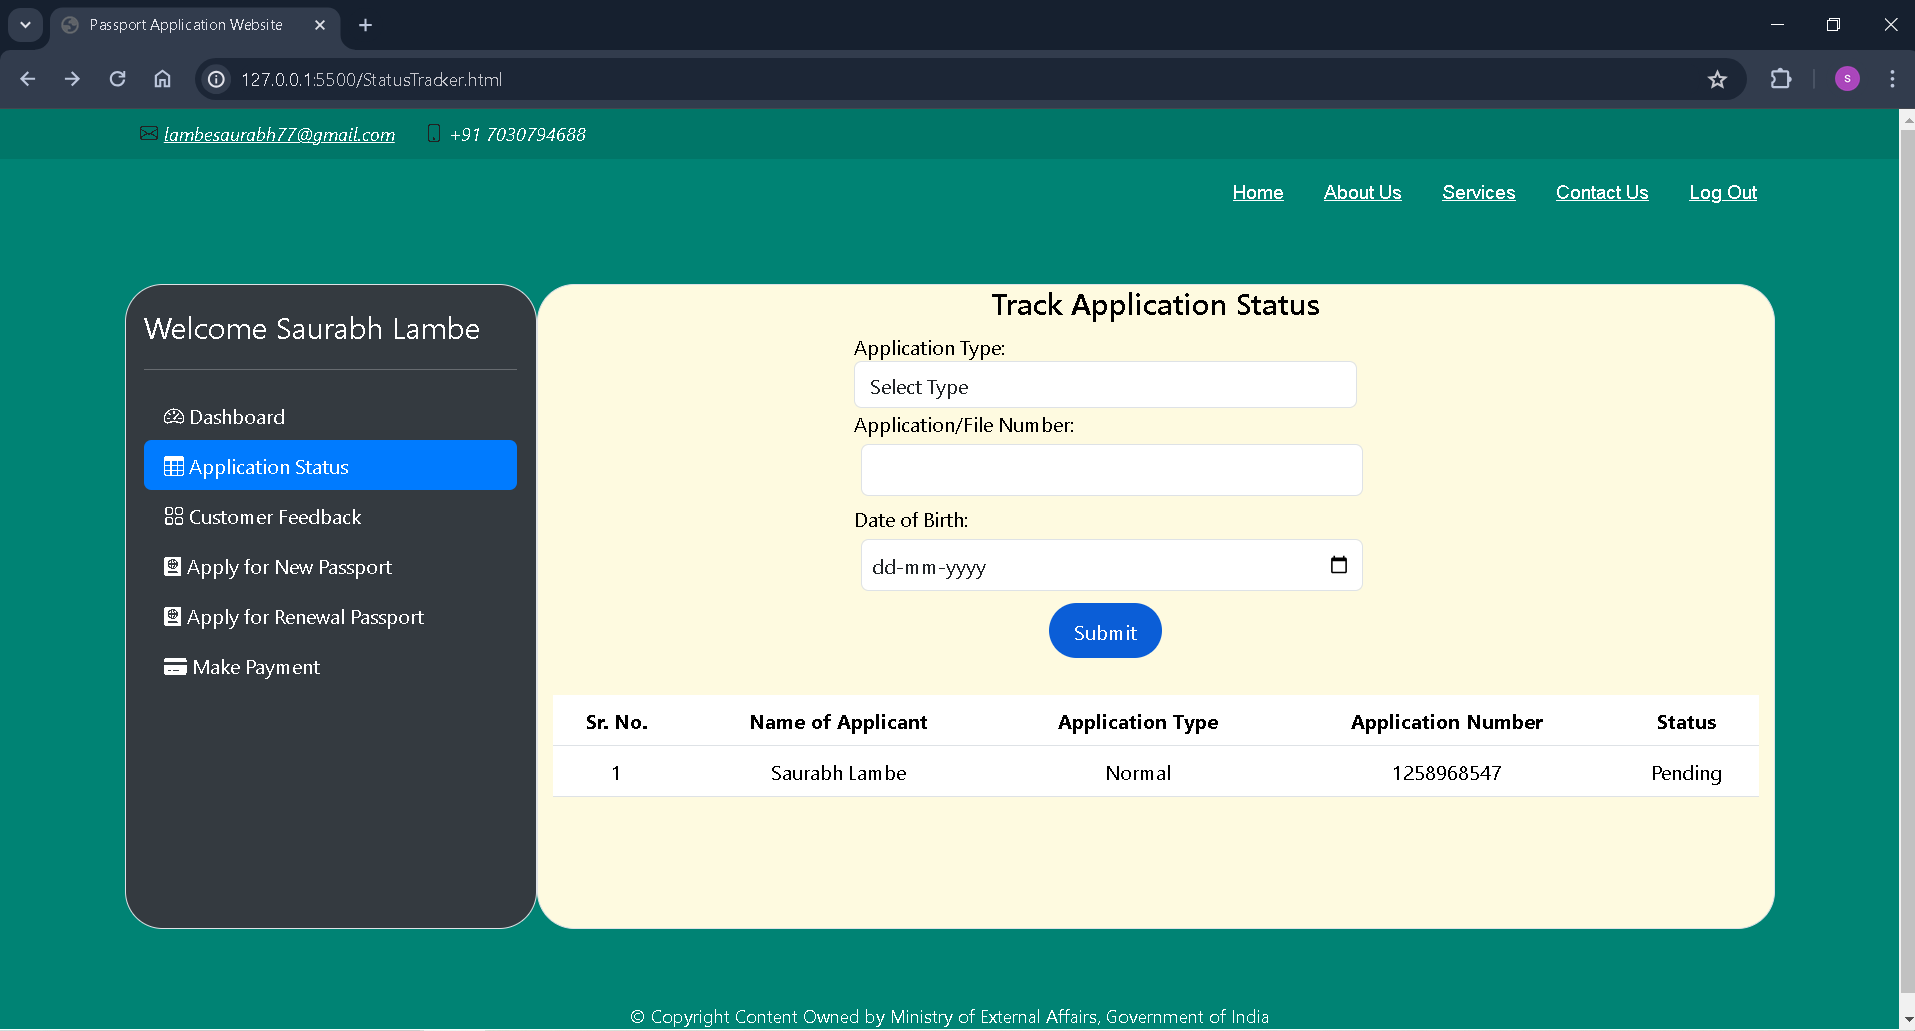 Passport Application Website
127.0.0.1:5500/StatusTracker.html
S
lambesaurabh77@gmail.com +91 7030794688
Home About Us Services Contact Us Log Out
Welcome Saurabh Lambe
Dashboard
Application Status
Customer Feedback
Apply for New Passport
Apply for Renewal Passport
Make Payment
Track Application Status
Application Type:
Select Type
Application/File Number:
Date of Birth:
dd-mm-yyyy
Submit
Sr. No. Name of Applicant Application Type Application Number Status
1 Saurabh Lambe Normal 1258968547 Pending
© Copyright Content Owned by Ministry of External Affairs, Government of India